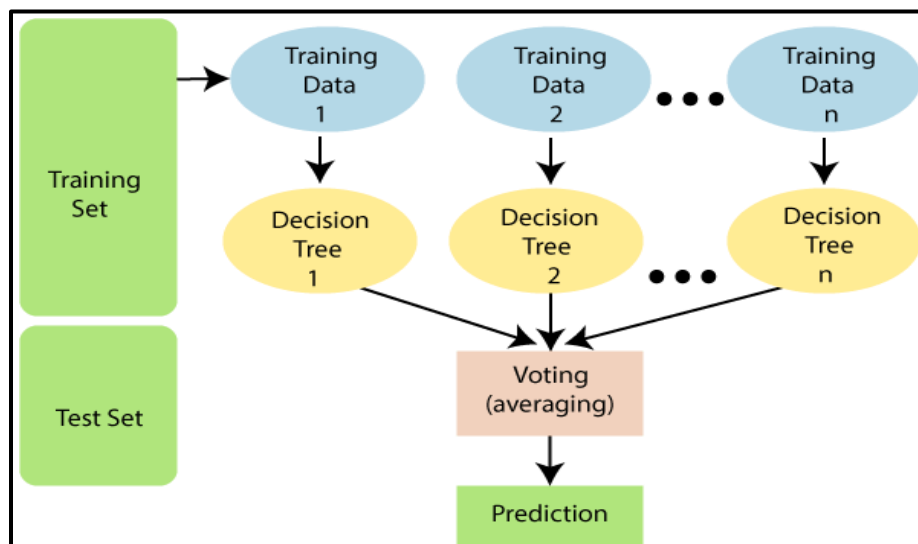 Training
Set
Test Set
Training
Data
1
Training
Data
2
Training
Data
n
Decision
Tree
1
Decision
Tree
2
Decision
Tree
n
Voting
(averaging)
Prediction